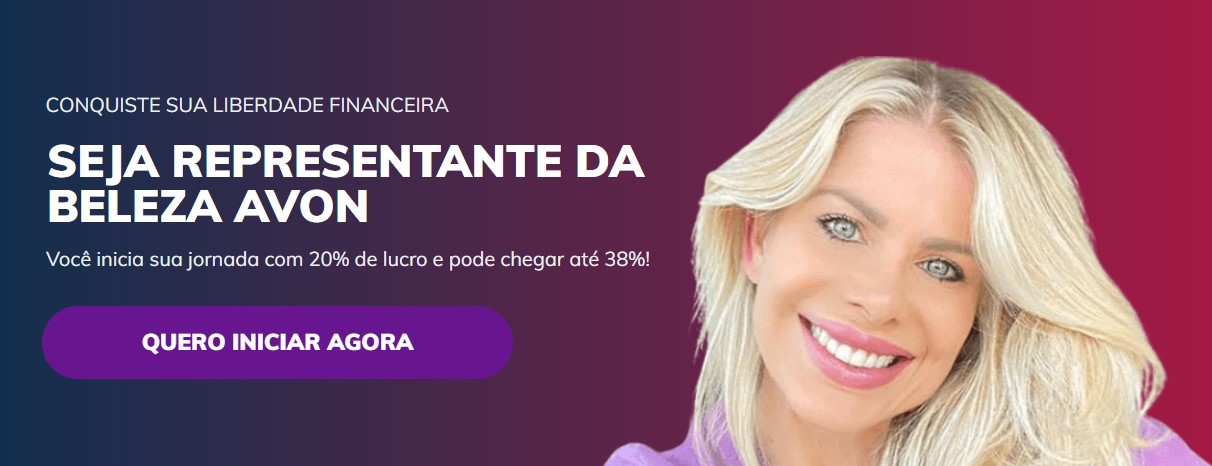 CONQUISTE SUA LIBERDADE FINANCEIRA
SEJA REPRESENTANTE DA
BELEZA AVON
Você inicia sua jornada com 20% de lucro e pode chegar até 38%!
QUERO INICIAR AGORA